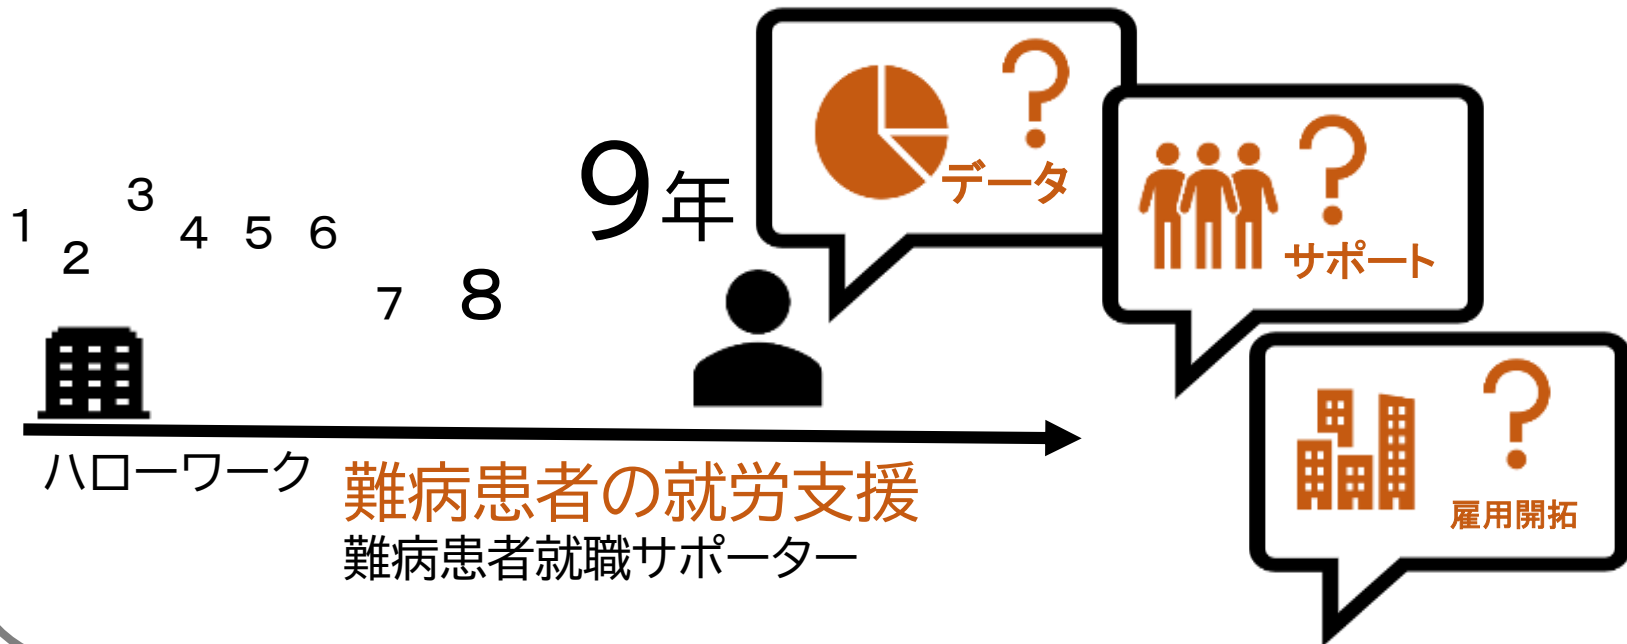 1
2
3
4
5
6
7
8
9年
?
データ
?
サポート
?
雇用開拓
ハローワーク
難病患者の就労支援
難病患者就職サポーター